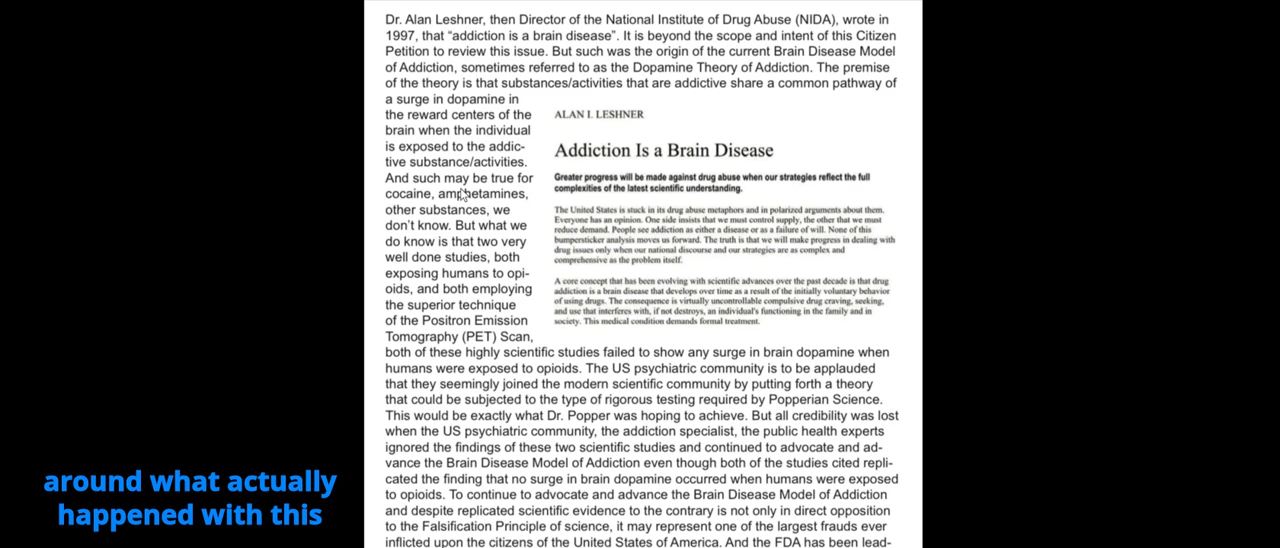 Dr. Alan Leshner, then Director of the National Institute of Drug Abuse (NIDA), wrote in
1997, that “addiction is a brain disease”. It is beyond the scope and intent of this Citizen
Petition to review this issue. But such was the origin of the current Brain Disease Model
of Addiction, sometimes referred to as the Dopamine Theory of Addiction. The premise
of the theory is that substances/activities that are addictive share a common pathway of
a surge in dopamine in
the reward centers of the
brain when the individual
is exposed to the addic-
tive substance/activities.
And such may be true for
cocaine, amphetamines,
other substances, we
don’t know. But what we
do know is that two very
well done studies, both
exposing humans to opi-
oids, and both employing
the superior technique
of the Positron Emission
Tomography (PET) Scan,
ALAN I. LESHNER
Addiction Is a Brain Disease
Greater progress will be made against drug abuse when our strategies reflect the full
complexities of the latest scientific understanding.
The United States is stuck in its drug abuse metaphors and in polarized arguments about them.
Everyone has an opinion. One side insists that we must control supply, the other that we must
reduce demand. People see addiction as either a disease or as a failure of will. None of this
bumpersticker analysis moves us forward. The truth is that we will make progress in dealing with
drug issues only when our national discourse and our strategies are as complex and
comprehensive as the problem itself.
A core concept that has been evolving with scientific advances over the past decade is that drug
addiction is a brain disease that develops over time as a result of the initially voluntary behavior
of using drugs. The consequence is virtually uncontrollable compulsive drug craving, seeking,
and use that interferes with, if not destroys, an individual's functioning in the family and in
society. This medical condition demands formal treatment.
both of these highly scientific studies failed to show any surge in brain dopamine when
humans were exposed to opioids. The US psychiatric community is to be applauded
that they seemingly joined the modern scientific community by putting forth a theory
that could be subjected to the type of rigorous testing required by Popperian Science.
This would be exactly what Dr. Popper was hoping to achieve. But all credibility was lost
when the US psychiatric community, the addiction specialist, the public health experts
ignored the findings of these two scientific studies and continued to advocate and ad-
vance the Brain Disease Model of Addiction even though both of the studies cited repli-
cated the finding that no surge in brain dopamine occurred when humans were exposed
to opioids. To continue to advocate and advance the Brain Disease Model of Addiction
and despite replicated scientific evidence to the contrary is not only in direct opposition
to the Falsification Principle of science, it may represent one of the largest frauds ever
inflicted upon the citizens of the United States of America. And the FDA has been lead-
around what actually
happened with this